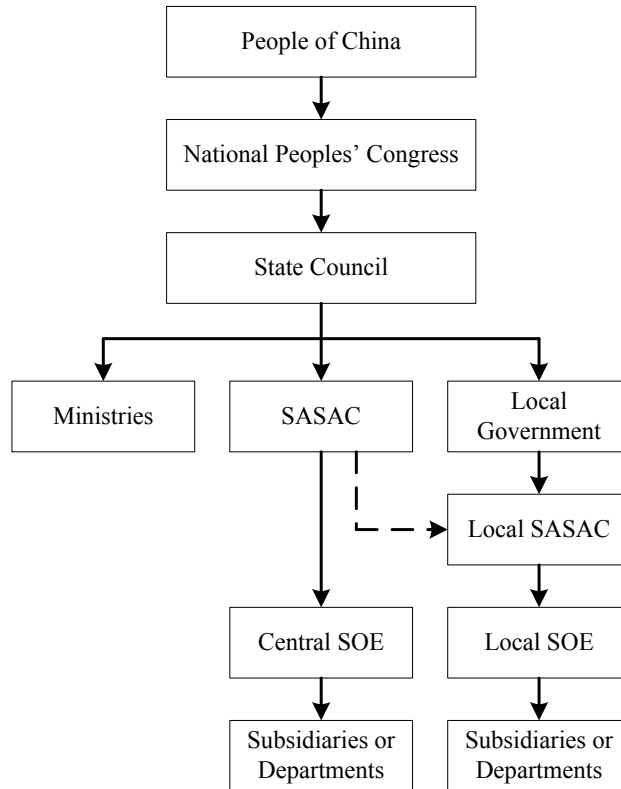 People of China
National Peoples’ Congress
State Council
Ministries
SASAC
Local
Government
Local SASAC
Central SOE
Local SOE
Subsidiaries or
Departments
Subsidiaries or
Departments